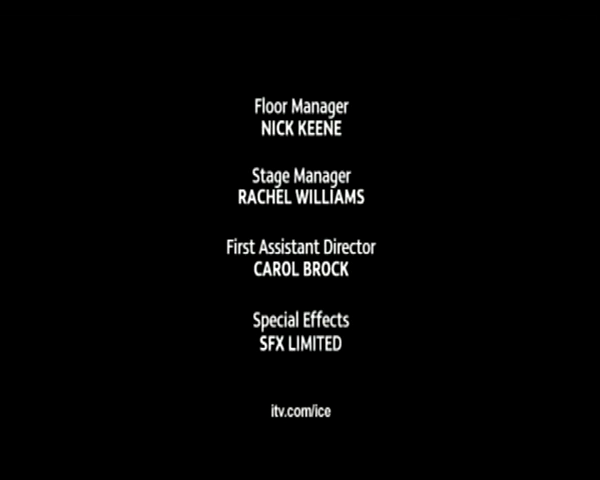 Floor Manager
NICK KEENE
Stage Manager
RACHEL WILLIAMS
First Assistant Director
CAROL BROCK
Special Effects
SFX LIMITED
itv.com/ice